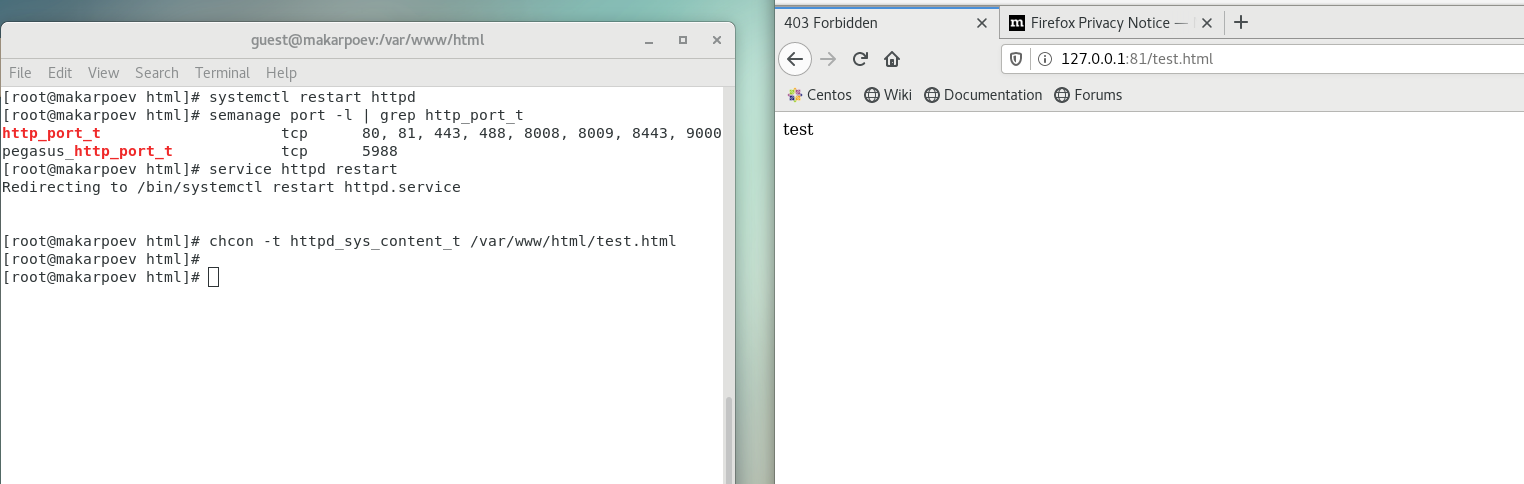 guest@makarpoev:/var/www/html
File Edit View Search Terminal Help
[root@makarpoev html]# systemctl restart httpd
[root@makarpoev html]# semanage port -l | grep http_port_t
http_port_t                    tcp      80, 81, 443, 488, 8008, 8009, 8443, 9000
pegasus_http_port_t            tcp      5988
[root@makarpoev html]# service httpd restart
Redirecting to /bin/systemctl restart httpd.service
[root@makarpoev html]# chcon -t httpd_sys_content_t /var/www/html/test.html
[root@makarpoev html]#
[root@makarpoev html]#
403 Forbidden
Firefox Privacy Notice —
127.0.0.1:81/test.html
Centos Wiki Documentation Forums
test